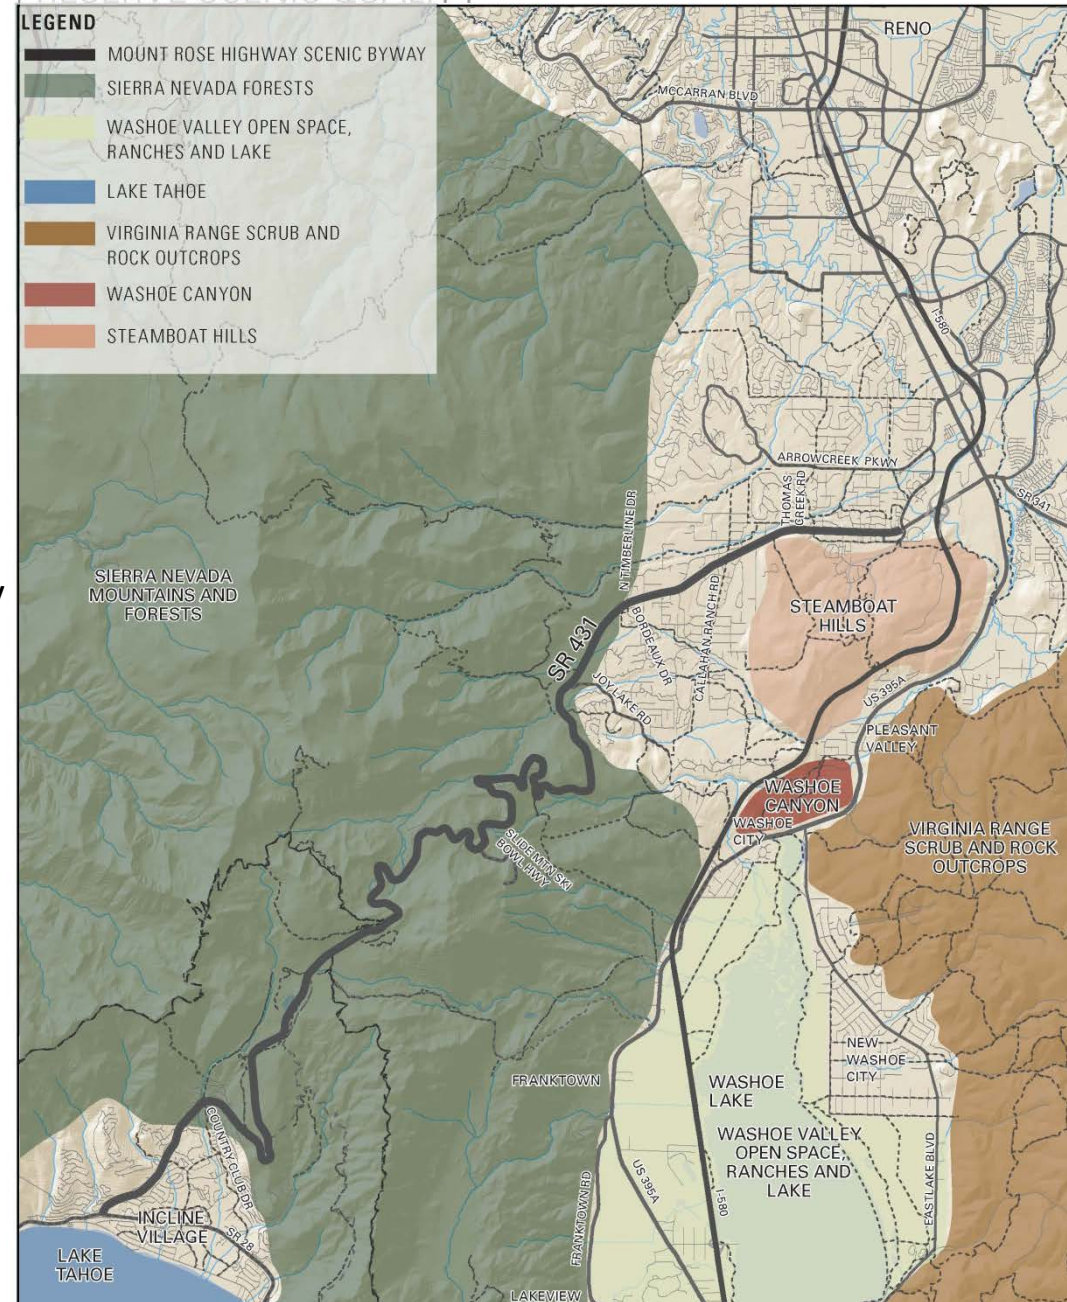 PRESERVE SCENIC QUALITY
LEGEND
MOUNT ROSE HIGHWAY SCENIC BYWAY
SIERRA NEVADA FORESTS
WASHOE VALLEY OPEN SPACE,
RANCHES AND LAKE
LAKE TAHOE
VIRGINIA RANGE SCRUB AND
ROCK OUTCROPS
WASHOE CANYON
STEAMBOAT HILLS
RENO
MCCARRAN BLVD
I-580
ARROWCREEK PKWY
THOMAS
CREEK RD
SR 341
N TIMBERLINE DR
SIERRA NEVADA
MOUNTAINS AND
FORESTS
STEAMBOAT
HILLS
SR 431
BORDEAUX DR
CALLAHAN RANCH RD
JOY LAKE RD
US 395A
PLEASANT
VALLEY
WASHOE
CANYON
WASHOE
CITY
VIRGINIA RANGE
SCRUB AND ROCK
OUTCROPS
SLIDE MTN SKI
BOWL HWY
NEW
WASHOE
CITY
FRANKTOWN
WASHOE
LAKE
WASHOE VALLEY
OPEN SPACE,
RANCHES AND
LAKE
COUNTRY CLUB DR
US 395A
I-580
EASTLAKE BLVD
FRANKTOWN RD
INCLINE
VILLAGE
SR 28
LAKE
TAHOE
LAKEVIEW
y